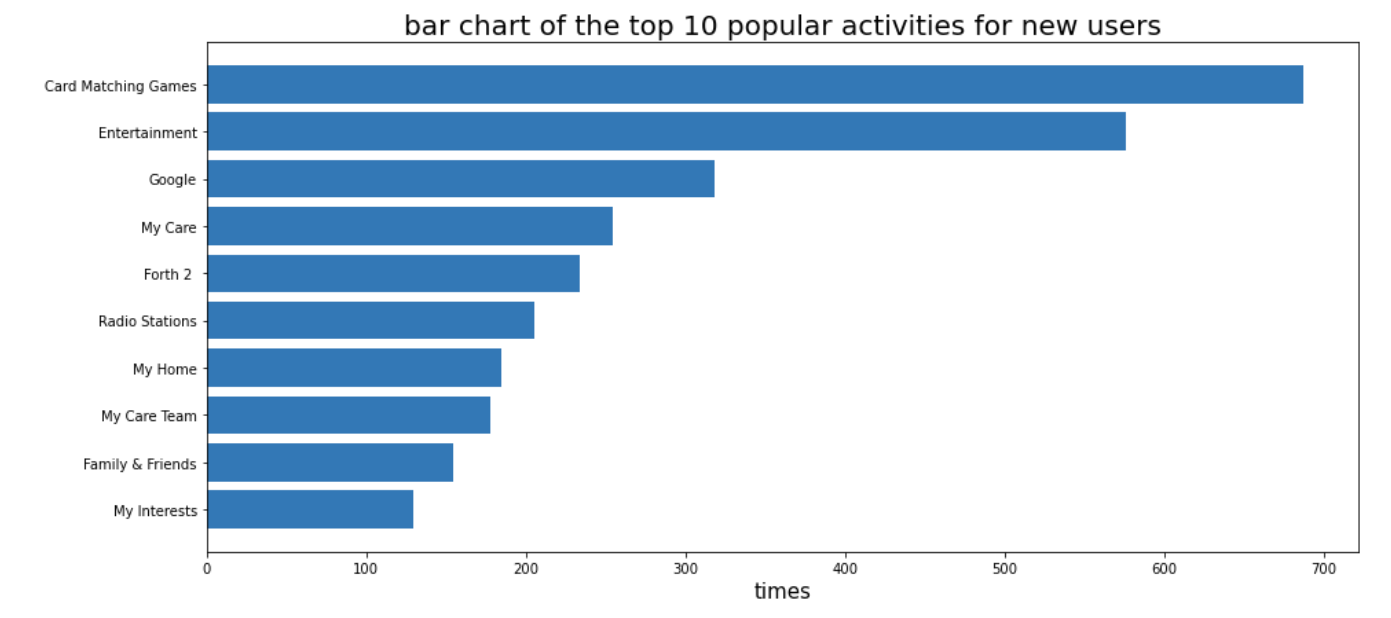 bar chart of the top 10 popular activities for new users
Card Matching Games
Entertainment
Google
My Care
Forth 2
Radio Stations
My Home
My Care Team
Family & Friends
My Interests
0 100 200 300 400 500 600 700
times